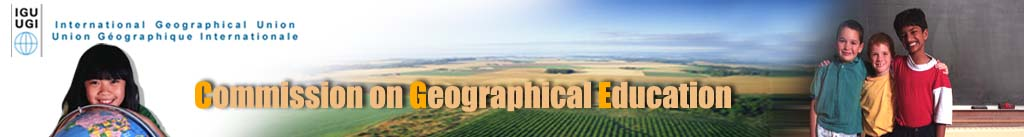 IGU
UGI
International Geographical Union
Union Géographique Internationale
Commission on Geographical Education